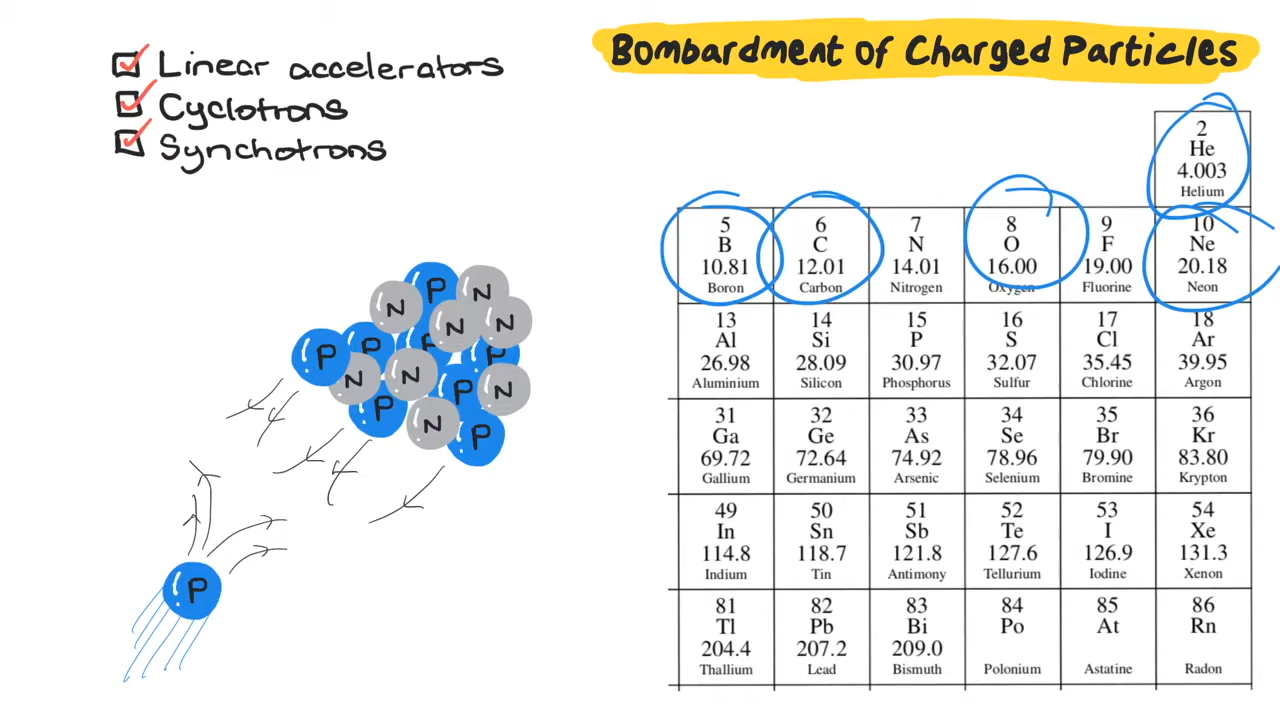 Linear accelerators
Cyclotrons
Synchotrons
Bombardment of Charged Particles
2
He
4.003
Helium
5 6 7 8 9 10
B C N O F Ne
10.81 12.01 14.01 16.00 19.00 20.18
Boron Carbon Nitrogen Oxygen Fluorine Neon
13 14 15 16 17 18
Al Si P S Cl Ar
26.98 28.09 30.97 32.07 35.45 39.95
Aluminium Silicon Phosphorus Sulfur Chlorine Argon
31 32 33 34 35 36
Ga Ge As Se Br Kr
69.72 72.64 74.92 78.96 79.90 83.80
Gallium Germanium Arsenic Selenium Bromine Krypton
49 50 51 52 53 54
In Sn Sb Te I Xe
114.8 118.7 121.8 127.6 126.9 131.3
Indium Tin Antimony Tellurium Iodine Xenon
81 82 83 84 85 86
Tl Pb Bi Po At Rn
204.4 207.2 209.0
Thallium Lead Bismuth Polonium Astatine Radon
P N
N
N N
P P P P
N N P N
P
N P
P